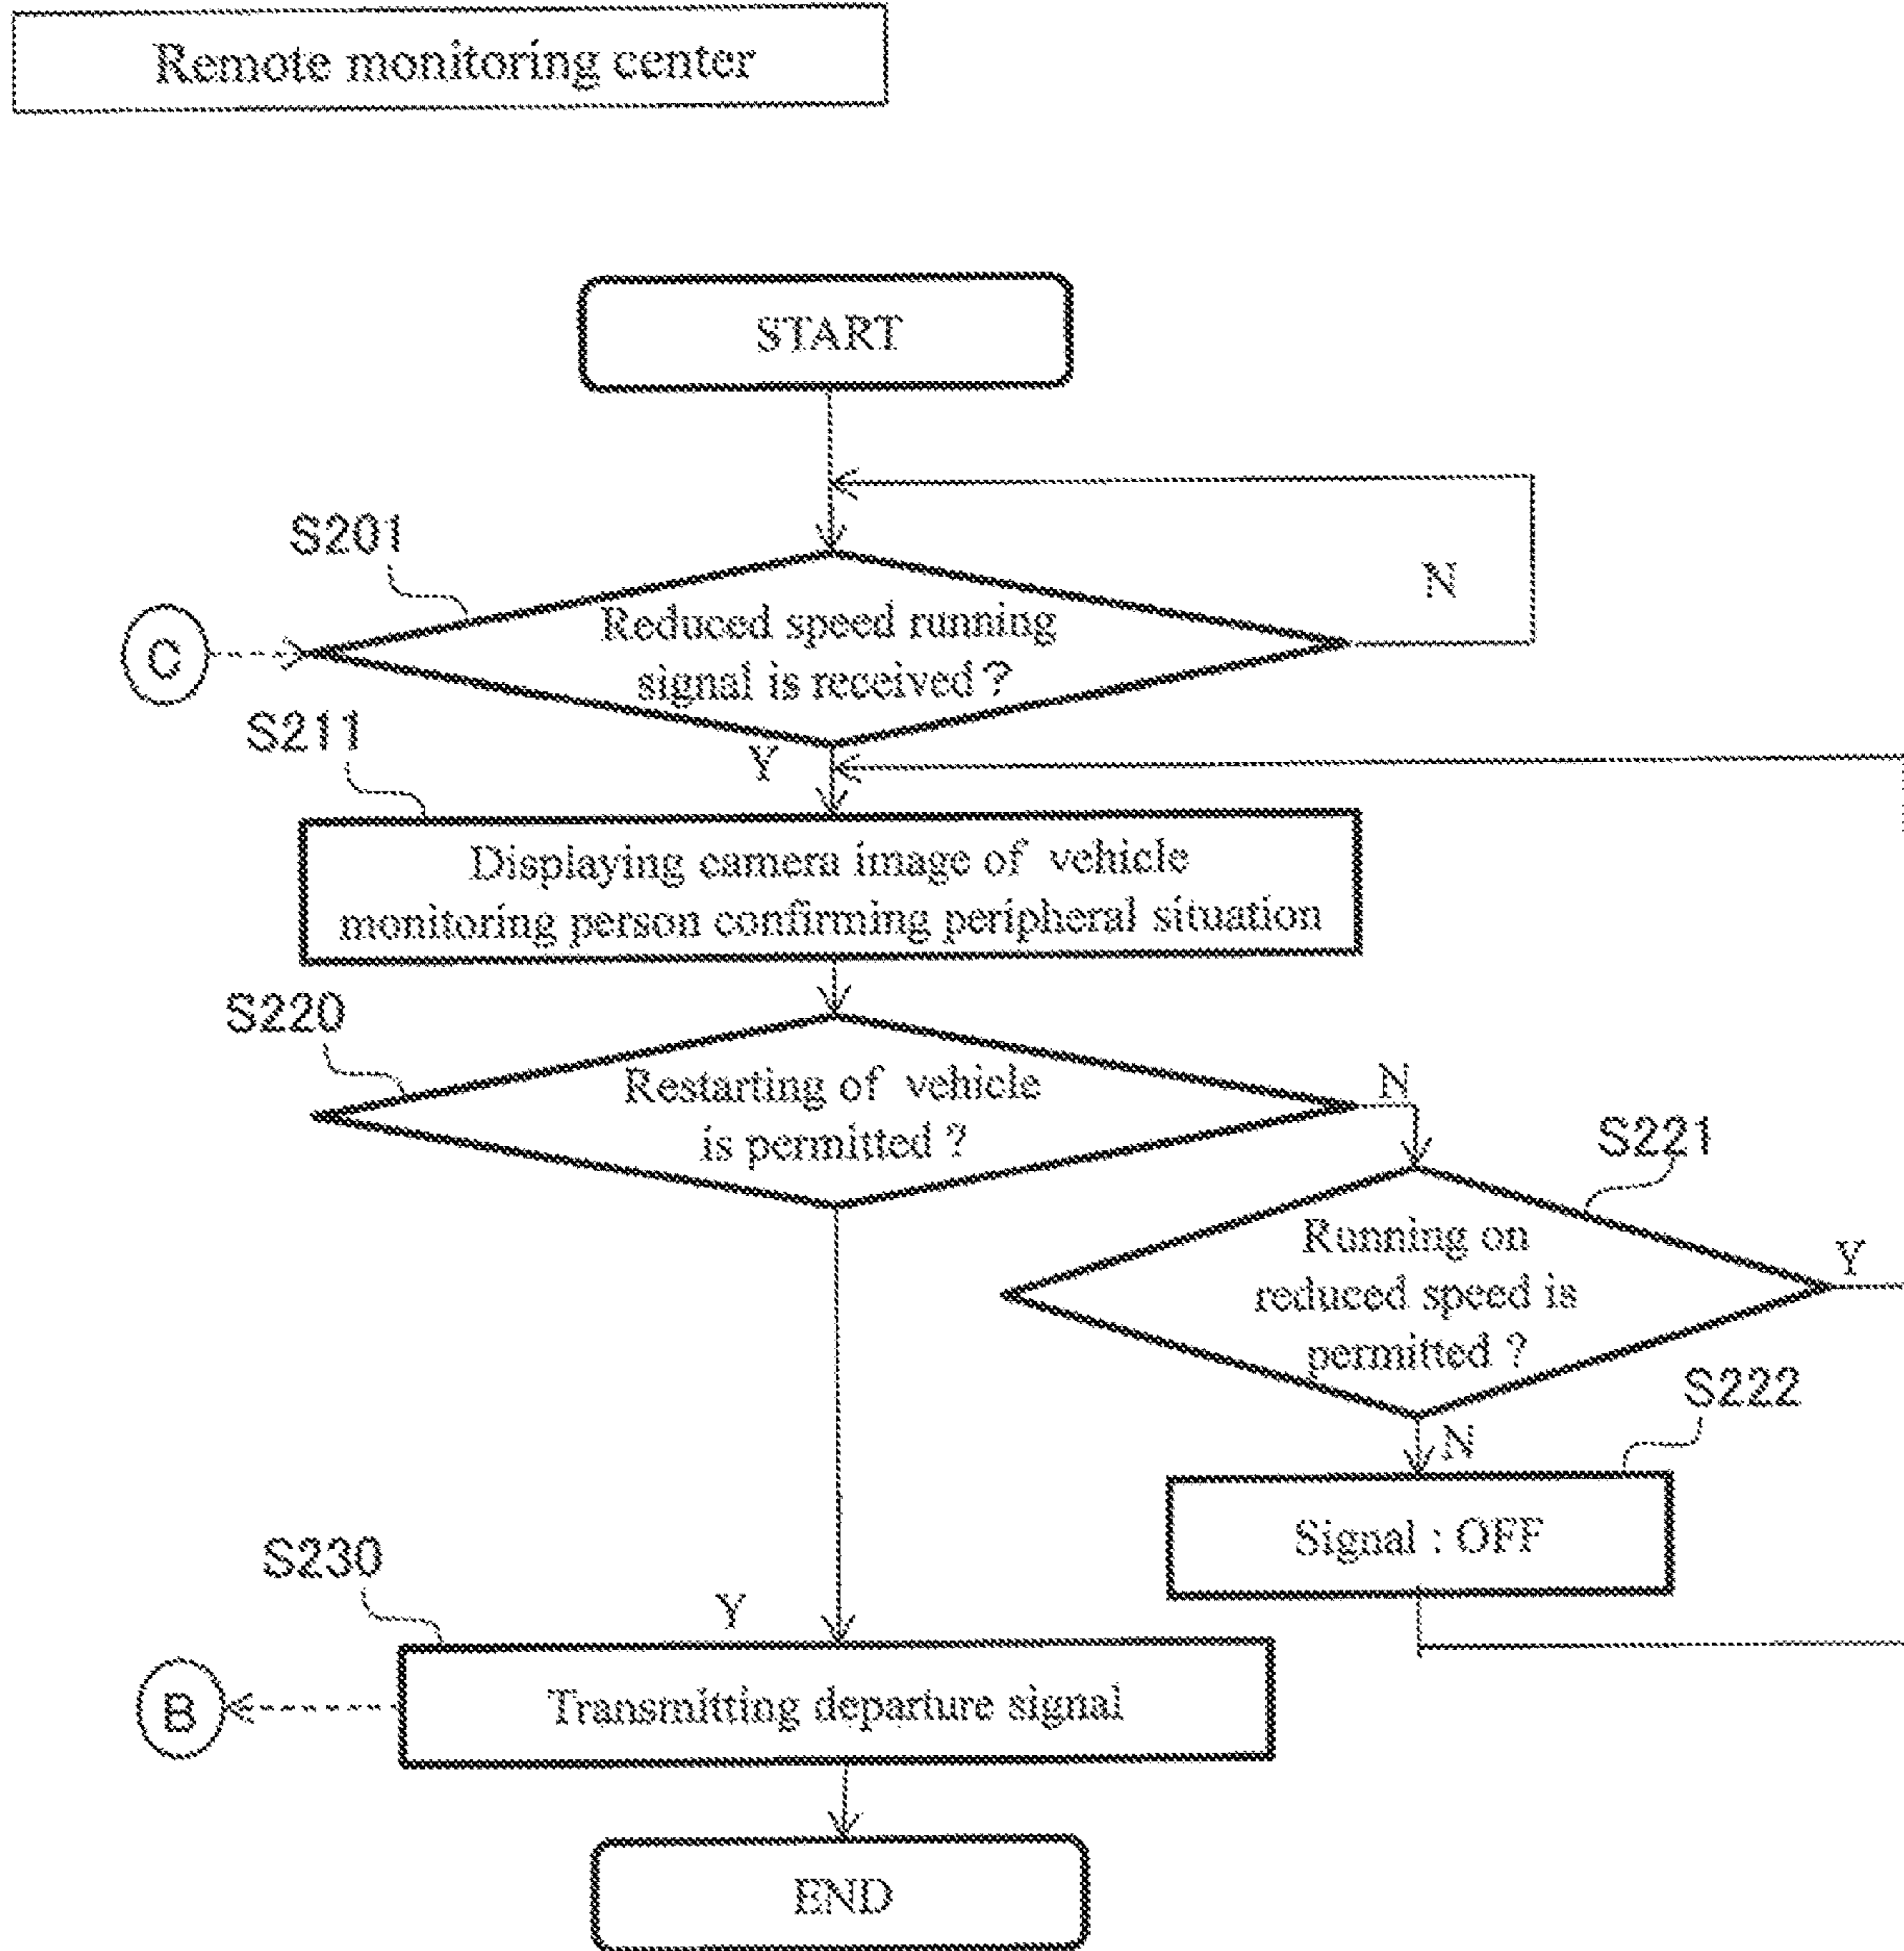 Remote monitoring center
START
S201
N
C
Reduced speed running
signal is received ?
S211
Y
Displaying camera image of vehicle
monitoring person confirming peripheral situation
S220
Restarting of vehicle
is permitted ?
N
S221
Running on
reduced speed is
permitted ?
Y
S222
N
Signal : OFF
S230
Y
B
Transmitting departure signal
END